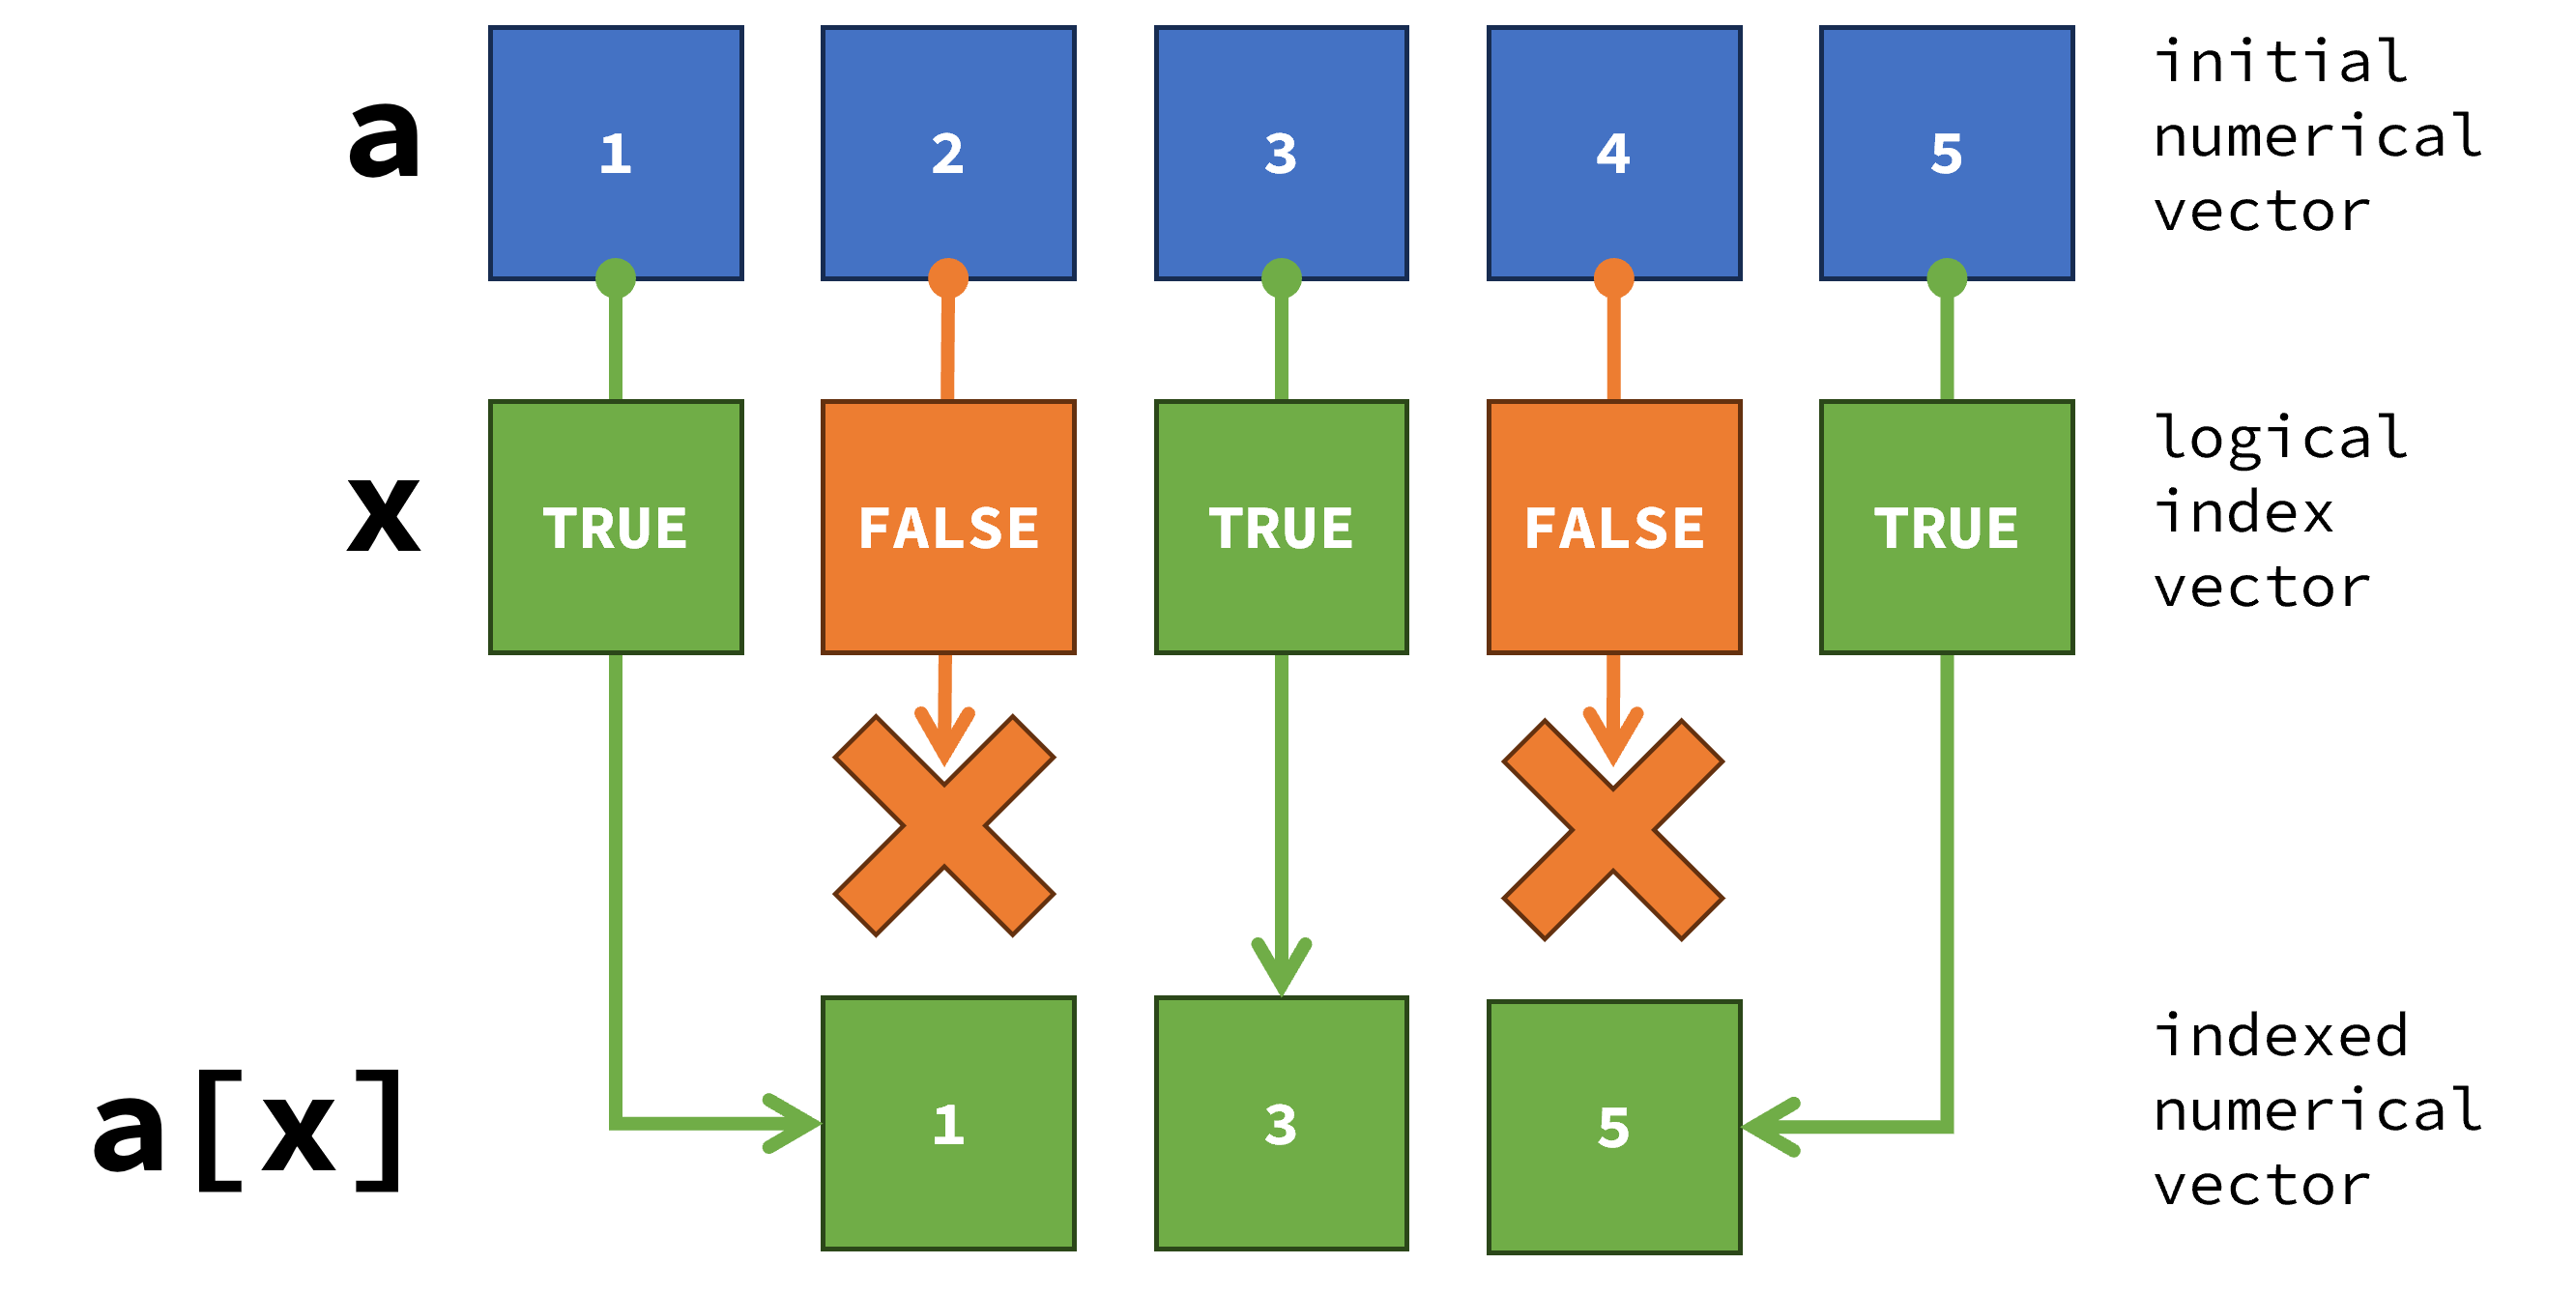 a
1 2 3 4 5
initial
numerical
vector
x
TRUE FALSE TRUE FALSE TRUE
logical
index
vector
a[x]
1 3 5
indexed
numerical
vector